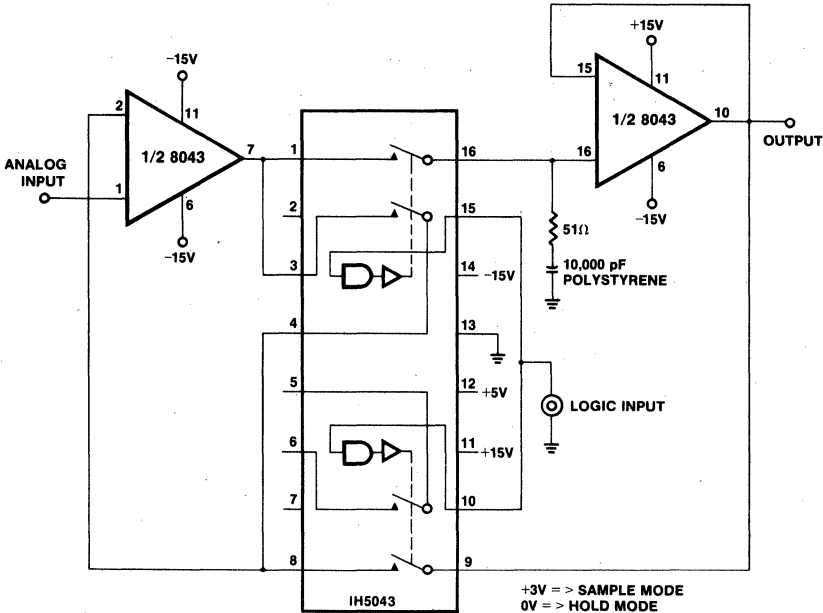 −15V
11
2
1/2 8043
7
ANALOG
INPUT
1
6
−15V
+15V
15
11
1/2 8043
10
OUTPUT
16
6
−15V
1
16
2
15
3
14
−15V
4
13
5
12
+5V
6
11
+15V
7
10
8
9
51Ω
10,000 pF
POLYSTYRENE
LOGIC INPUT
IH5043
+3V = > SAMPLE MODE
0V = > HOLD MODE